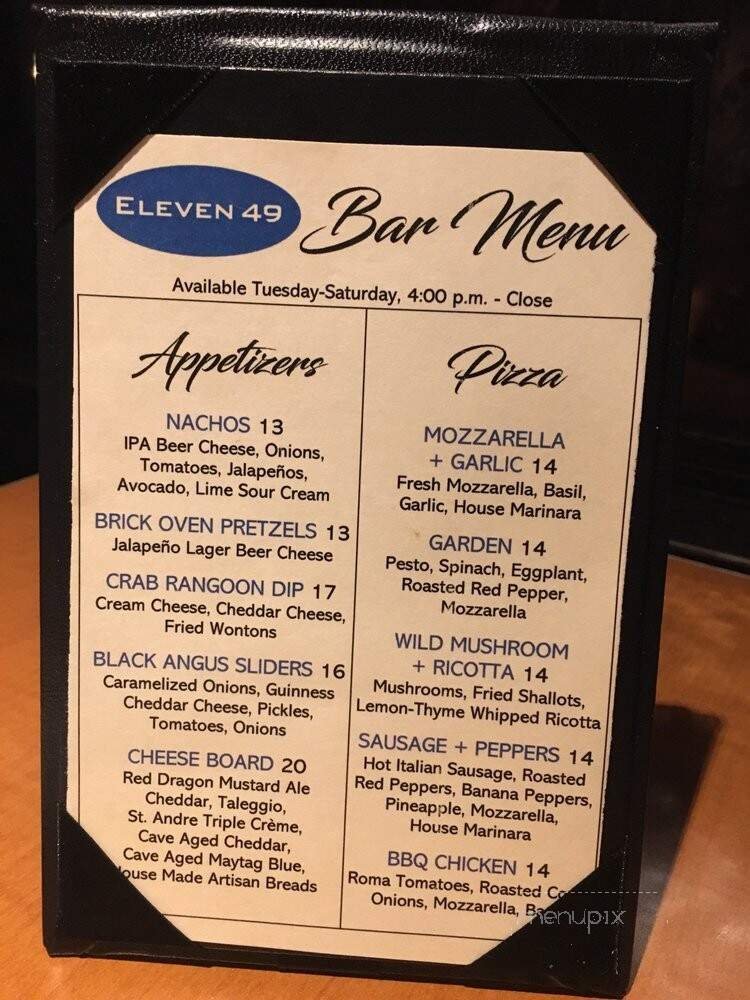 ELEVEN 49
Bar Menu
Available Tuesday-Saturday, 4:00 p.m. - Close
Appetizers
NACHOS 13
IPA Beer Cheese, Onions,
Tomatoes, Jalapeños,
Avocado, Lime Sour Cream
BRICK OVEN PRETZELS 13
Jalapeño Lager Beer Cheese
CRAB RANGOON DIP 17
Cream Cheese, Cheddar Cheese,
Fried Wontons
BLACK ANGUS SLIDERS 16
Caramelized Onions, Guinness
Cheddar Cheese, Pickles,
Tomatoes, Onions
CHEESE BOARD 20
Red Dragon Mustard Ale
Cheddar, Taleggio,
St. Andre Triple Crème,
Cave Aged Cheddar,
Cave Aged Maytag Blue,
House Made Artisan Breads
Pizza
MOZZARELLA
+ GARLIC 14
Fresh Mozzarella, Basil,
Garlic, House Marinara
GARDEN 14
Pesto, Spinach, Eggplant,
Roasted Red Pepper,
Mozzarella
WILD MUSHROOM
+ RICOTTA 14
Mushrooms, Fried Shallots,
Lemon-Thyme Whipped Ricotta
SAUSAGE + PEPPERS 14
Hot Italian Sausage, Roasted
Red Peppers, Banana Peppers,
Pineapple, Mozzarella,
House Marinara
BBQ CHICKEN 14
Roma Tomatoes, Roasted
Onions, Mozzarella,
menupix